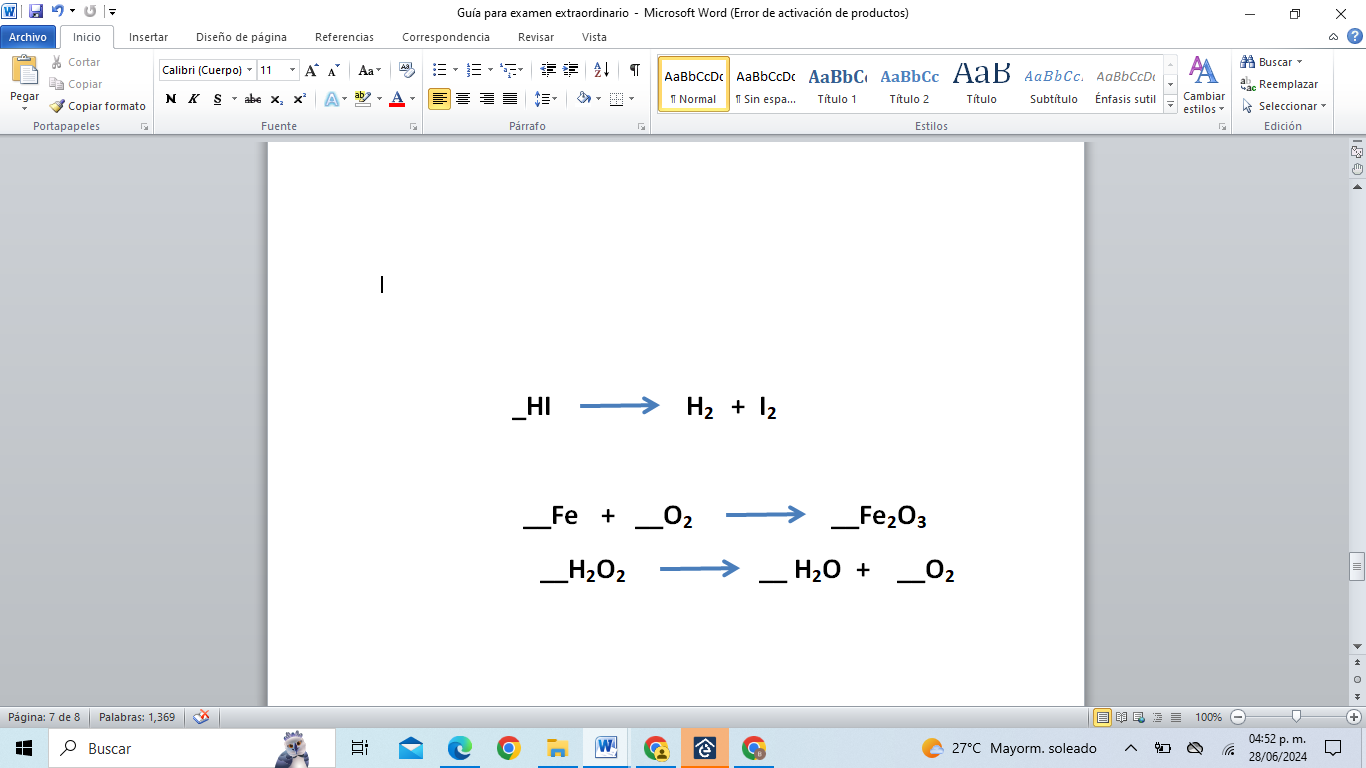 Guía para examen extraordinario - Microsoft Word (Error de activación de productos)
Archivo Inicio Insertar Diseño de página Referencias Correspondencia Revisar Vista
Pegar
Cortar
Copiar
Copiar formato
Portapapeles
Calibri (Cuerpo) 11
N K S abc x₂ x²
Fuente
Párrafo
AaBbCcDc AaBbCcDc AaBbC AaBbCc AaB AaBbCc. AaBbCcDc
¶ Normal ¶ Sin espa... Título 1 Título 2 Título Subtítulo Énfasis sutil
Cambiar estilos
Estilos
Buscar
Reemplazar
Seleccionar
Edición
_HI → H₂ + I₂
__Fe + __O₂ → __Fe₂O₃
__H₂O₂ → __ H₂O + __O₂
Página: 7 de 8 Palabras: 1,369 100%
Buscar 27°C Mayorm. soleado 04:52 p. m.
28/06/2024